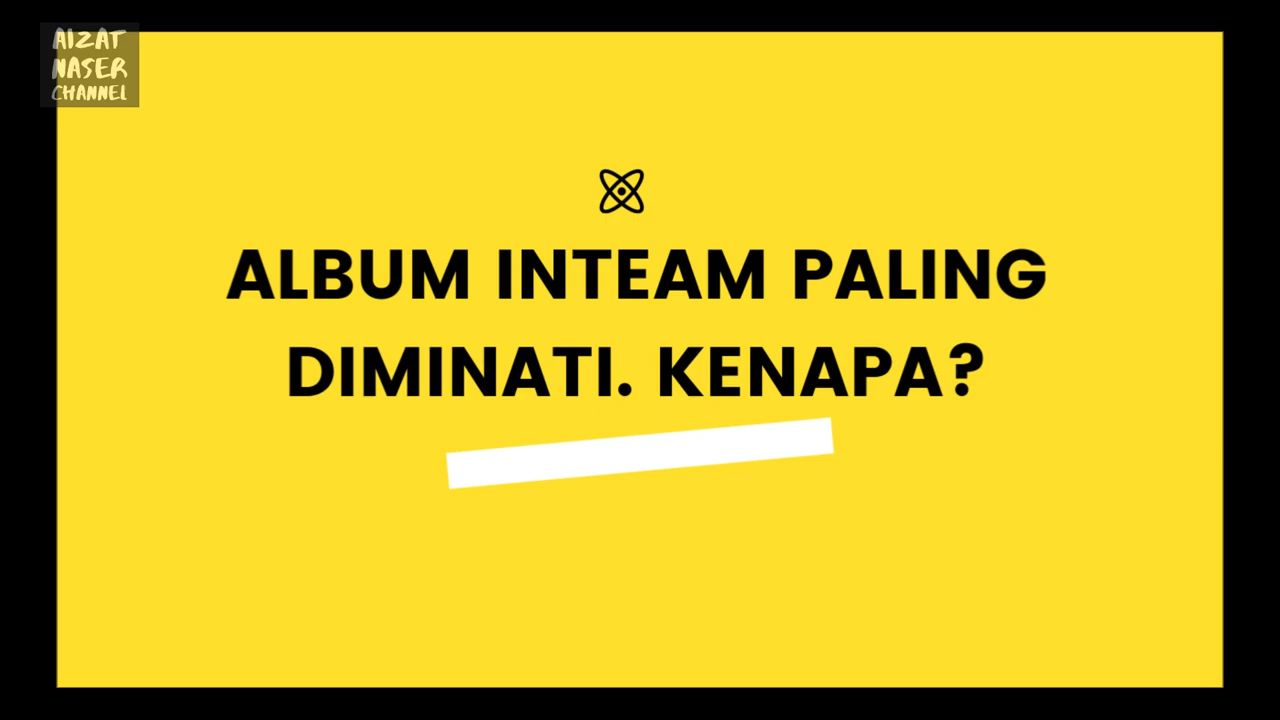 AIZAT
NASER
CHANNEL
ALBUM INTEAM PALING
DIMINATI. KENAPA?